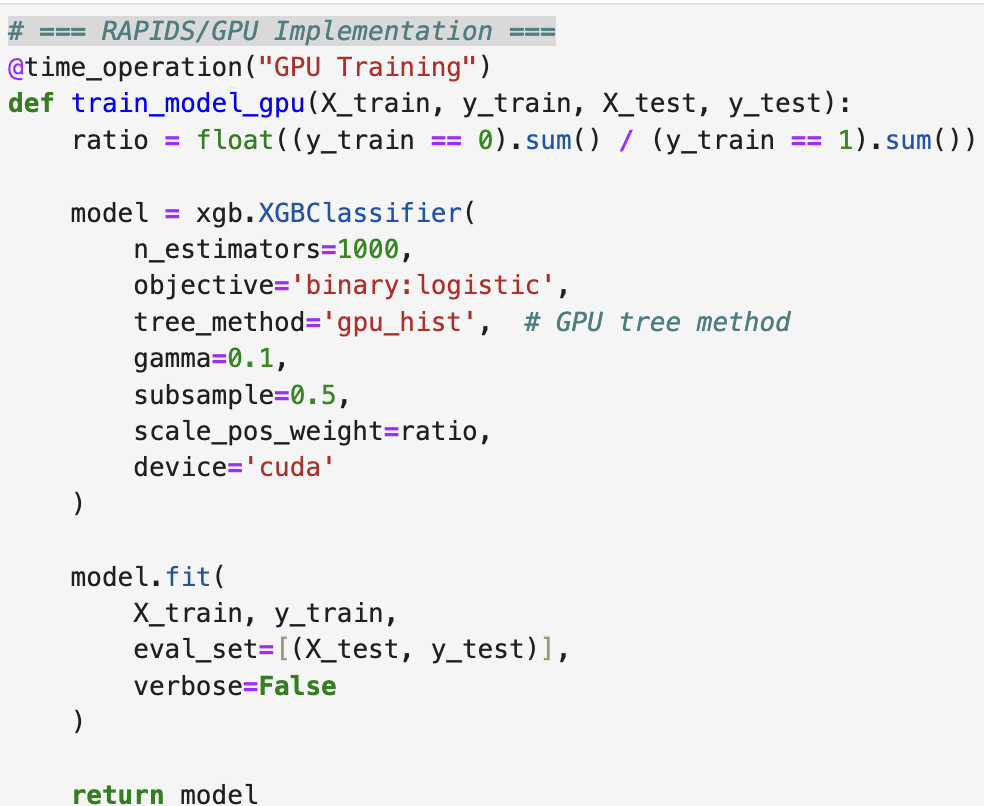 # === RAPIDS/GPU Implementation ===
@time_operation("GPU Training")
def train_model_gpu(X_train, y_train, X_test, y_test):
    ratio = float((y_train == 0).sum() / (y_train == 1).sum())

    model = xgb.XGBClassifier(
        n_estimators=1000,
        objective='binary:logistic',
        tree_method='gpu_hist',  # GPU tree method
        gamma=0.1,
        subsample=0.5,
        scale_pos_weight=ratio,
        device='cuda'
    )

    model.fit(
        X_train, y_train,
        eval_set=[(X_test, y_test)],
        verbose=False
    )

    return model